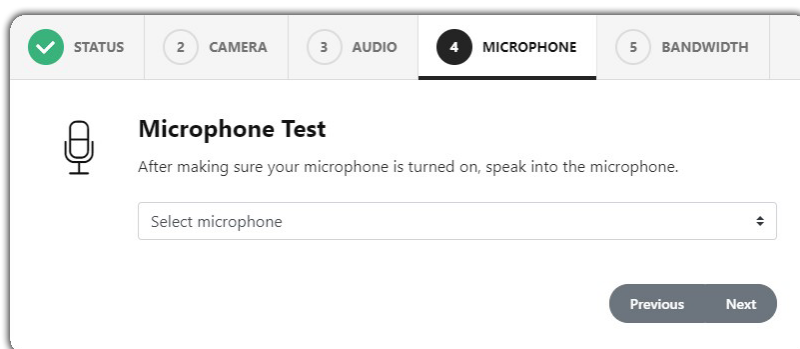 STATUS 2 CAMERA 3 AUDIO 4 MICROPHONE 5 BANDWIDTH
Microphone Test
After making sure your microphone is turned on, speak into the microphone.
Select microphone
Previous Next